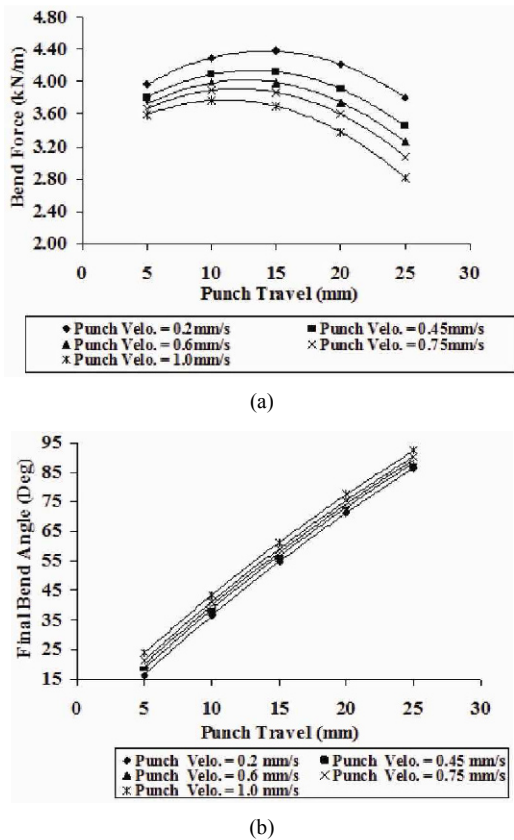 4.80
4.40
4.00
3.60
3.20
2.80
2.40
2.00
Bend Force (kN/m)
0 5 10 15 20 25 30
Punch Travel (mm)
Punch Velo. = 0.2mm/s Punch Velo. = 0.45mm/s
Punch Velo. = 0.6mm/s Punch Velo. = 0.75mm/s
Punch Velo. = 1.0mm/s
(a)
95
85
75
65
55
45
35
25
15
Final Bend Angle (Deg)
0 5 10 15 20 25 30
Punch Travel (mm)
Punch Velo. = 0.2 mm/s Punch Velo. = 0.45 mm/s
Punch Velo. = 0.6 mm/s Punch Velo. = 0.75 mm/s
Punch Velo. = 1.0 mm/s
(b)